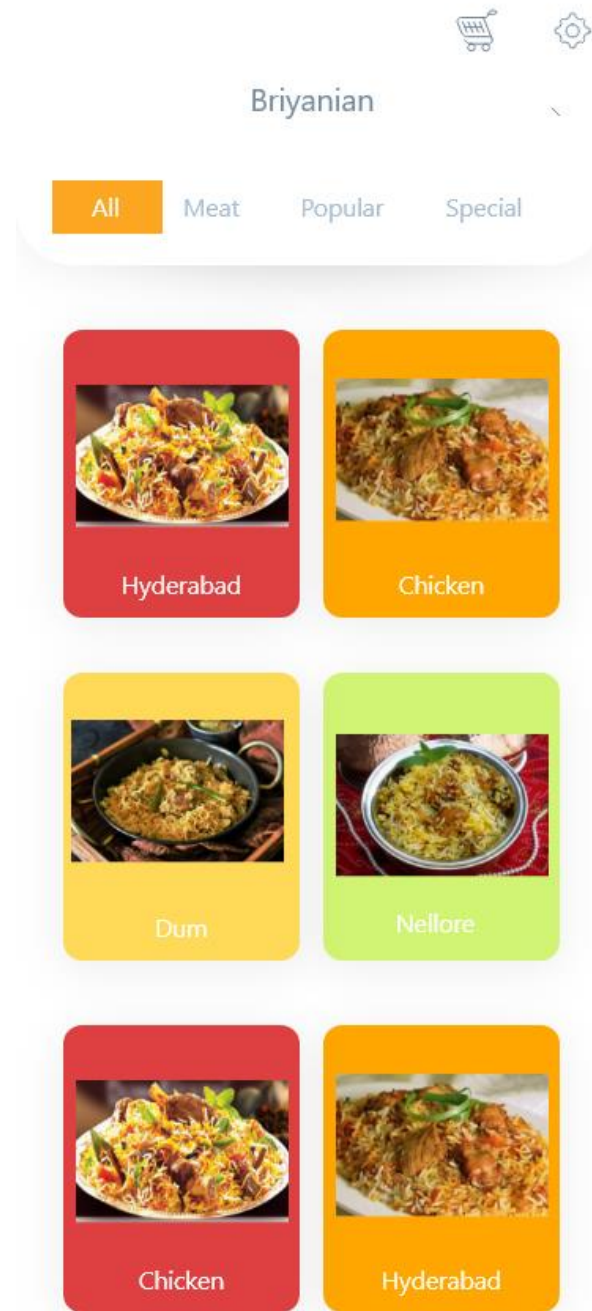 Briyanian
All Meat Popular Special
Hyderabad Chicken
Dum Nellore
Chicken Hyderabad